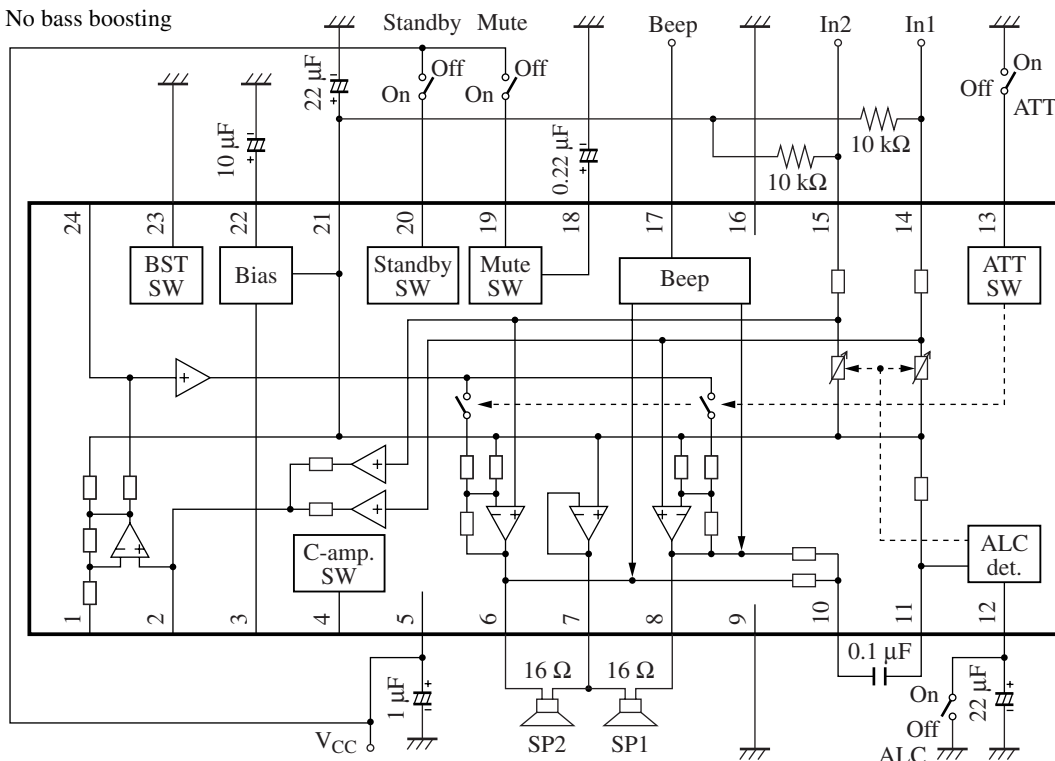 No bass boosting
Standby Mute
Beep
In2
In1
Off
On
Off
On
On
Off
ATT
22 μF
10 μF
0.22 μF
10 kΩ
10 kΩ
24
23
22
21
20
19
18
17
16
15
14
13
BST
SW
Bias
Standby
SW
Mute
SW
Beep
ATT
SW
+
+
+
− +
− +
− +
+ −
C-amp.
SW
ALC
det.
1
2
3
4
5
6
7
8
9
10
11
12
1 μF
16 Ω
16 Ω
SP2
SP1
0.1 μF
On
Off
ALC
22 μF
VCC